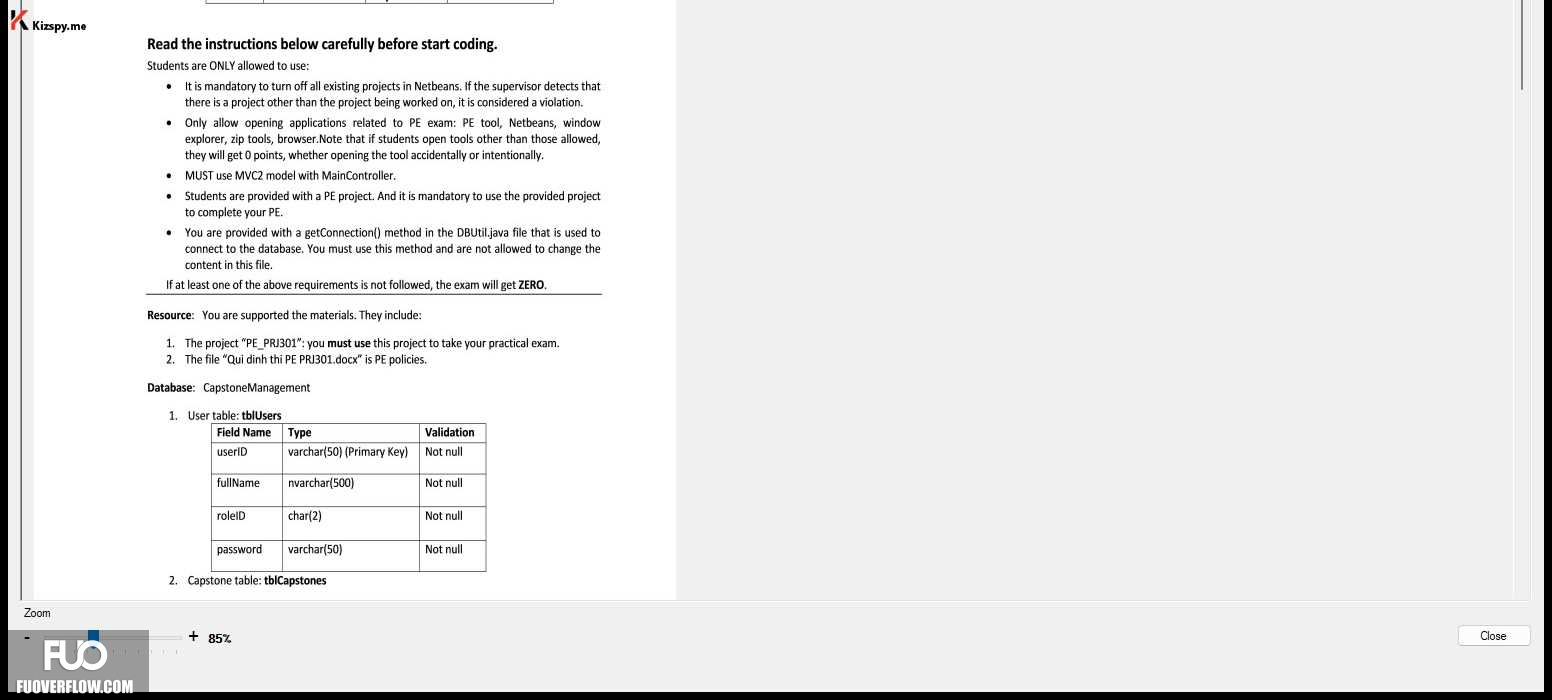 Kizspy.me
Read the instructions below carefully before start coding.
Students are ONLY allowed to use:
• It is mandatory to turn off all existing projects in Netbeans. If the supervisor detects that
there is a project other than the project being worked on, it is considered a violation.
• Only allow opening applications related to PE exam: PE tool, Netbeans, window
explorer, zip tools, browser.Note that if students open tools other than those allowed,
they will get 0 points, whether opening the tool accidentally or intentionally.
• MUST use MVC2 model with MainController.
• Students are provided with a PE project. And it is mandatory to use the provided project
to complete your PE.
• You are provided with a getConnection() method in the DBUtil.java file that is used to
connect to the database. You must use this method and are not allowed to change the
content in this file.
If at least one of the above requirements is not followed, the exam will get ZERO.
Resource: You are supported the materials. They include:
1. The project "PE_PRJ301": you must use this project to take your practical exam.
2. The file "Qui dinh thi PE PRJ301.docx" is PE policies.
Database: CapstoneManagement
1. User table: tblUsers
Field Name Type Validation
userID varchar(50) (Primary Key) Not null
fullName nvarchar(500) Not null
roleID char(2) Not null
password varchar(50) Not null
2. Capstone table: tblCapstones
Zoom
- + 85%
Close
FUO
FUOVERFLOW.COM